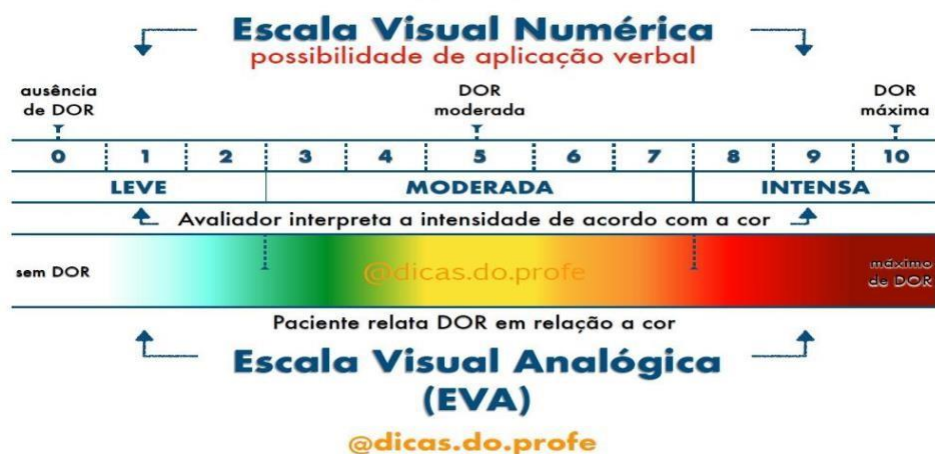 Escala Visual Numérica
possibilidade de aplicação verbal
ausência de DOR
DOR moderada
DOR máxima
0 1 2 3 4 5 6 7 8 9 10
LEVE MODERADA INTENSA
Avaliador interpreta a intensidade de acordo com a cor
sem DOR
@dicas.do.profe
máximo de DOR
Paciente relata DOR em relação a cor
Escala Visual Analógica
(EVA)
@dicas.do.profe